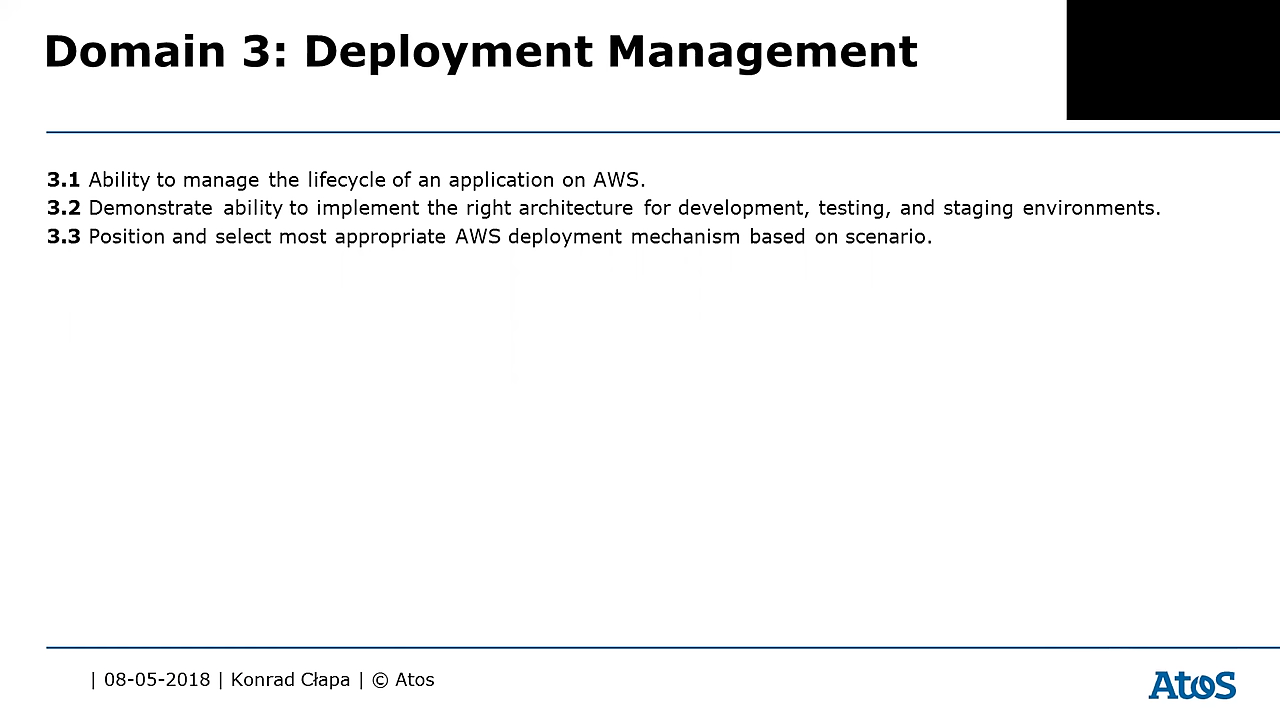 Domain 3: Deployment Management
3.1 Ability to manage the lifecycle of an application on AWS.
3.2 Demonstrate ability to implement the right architecture for development, testing, and staging environments.
3.3 Position and select most appropriate AWS deployment mechanism based on scenario.
| 08-05-2018 | Konrad Cłapa | © Atos
Atos